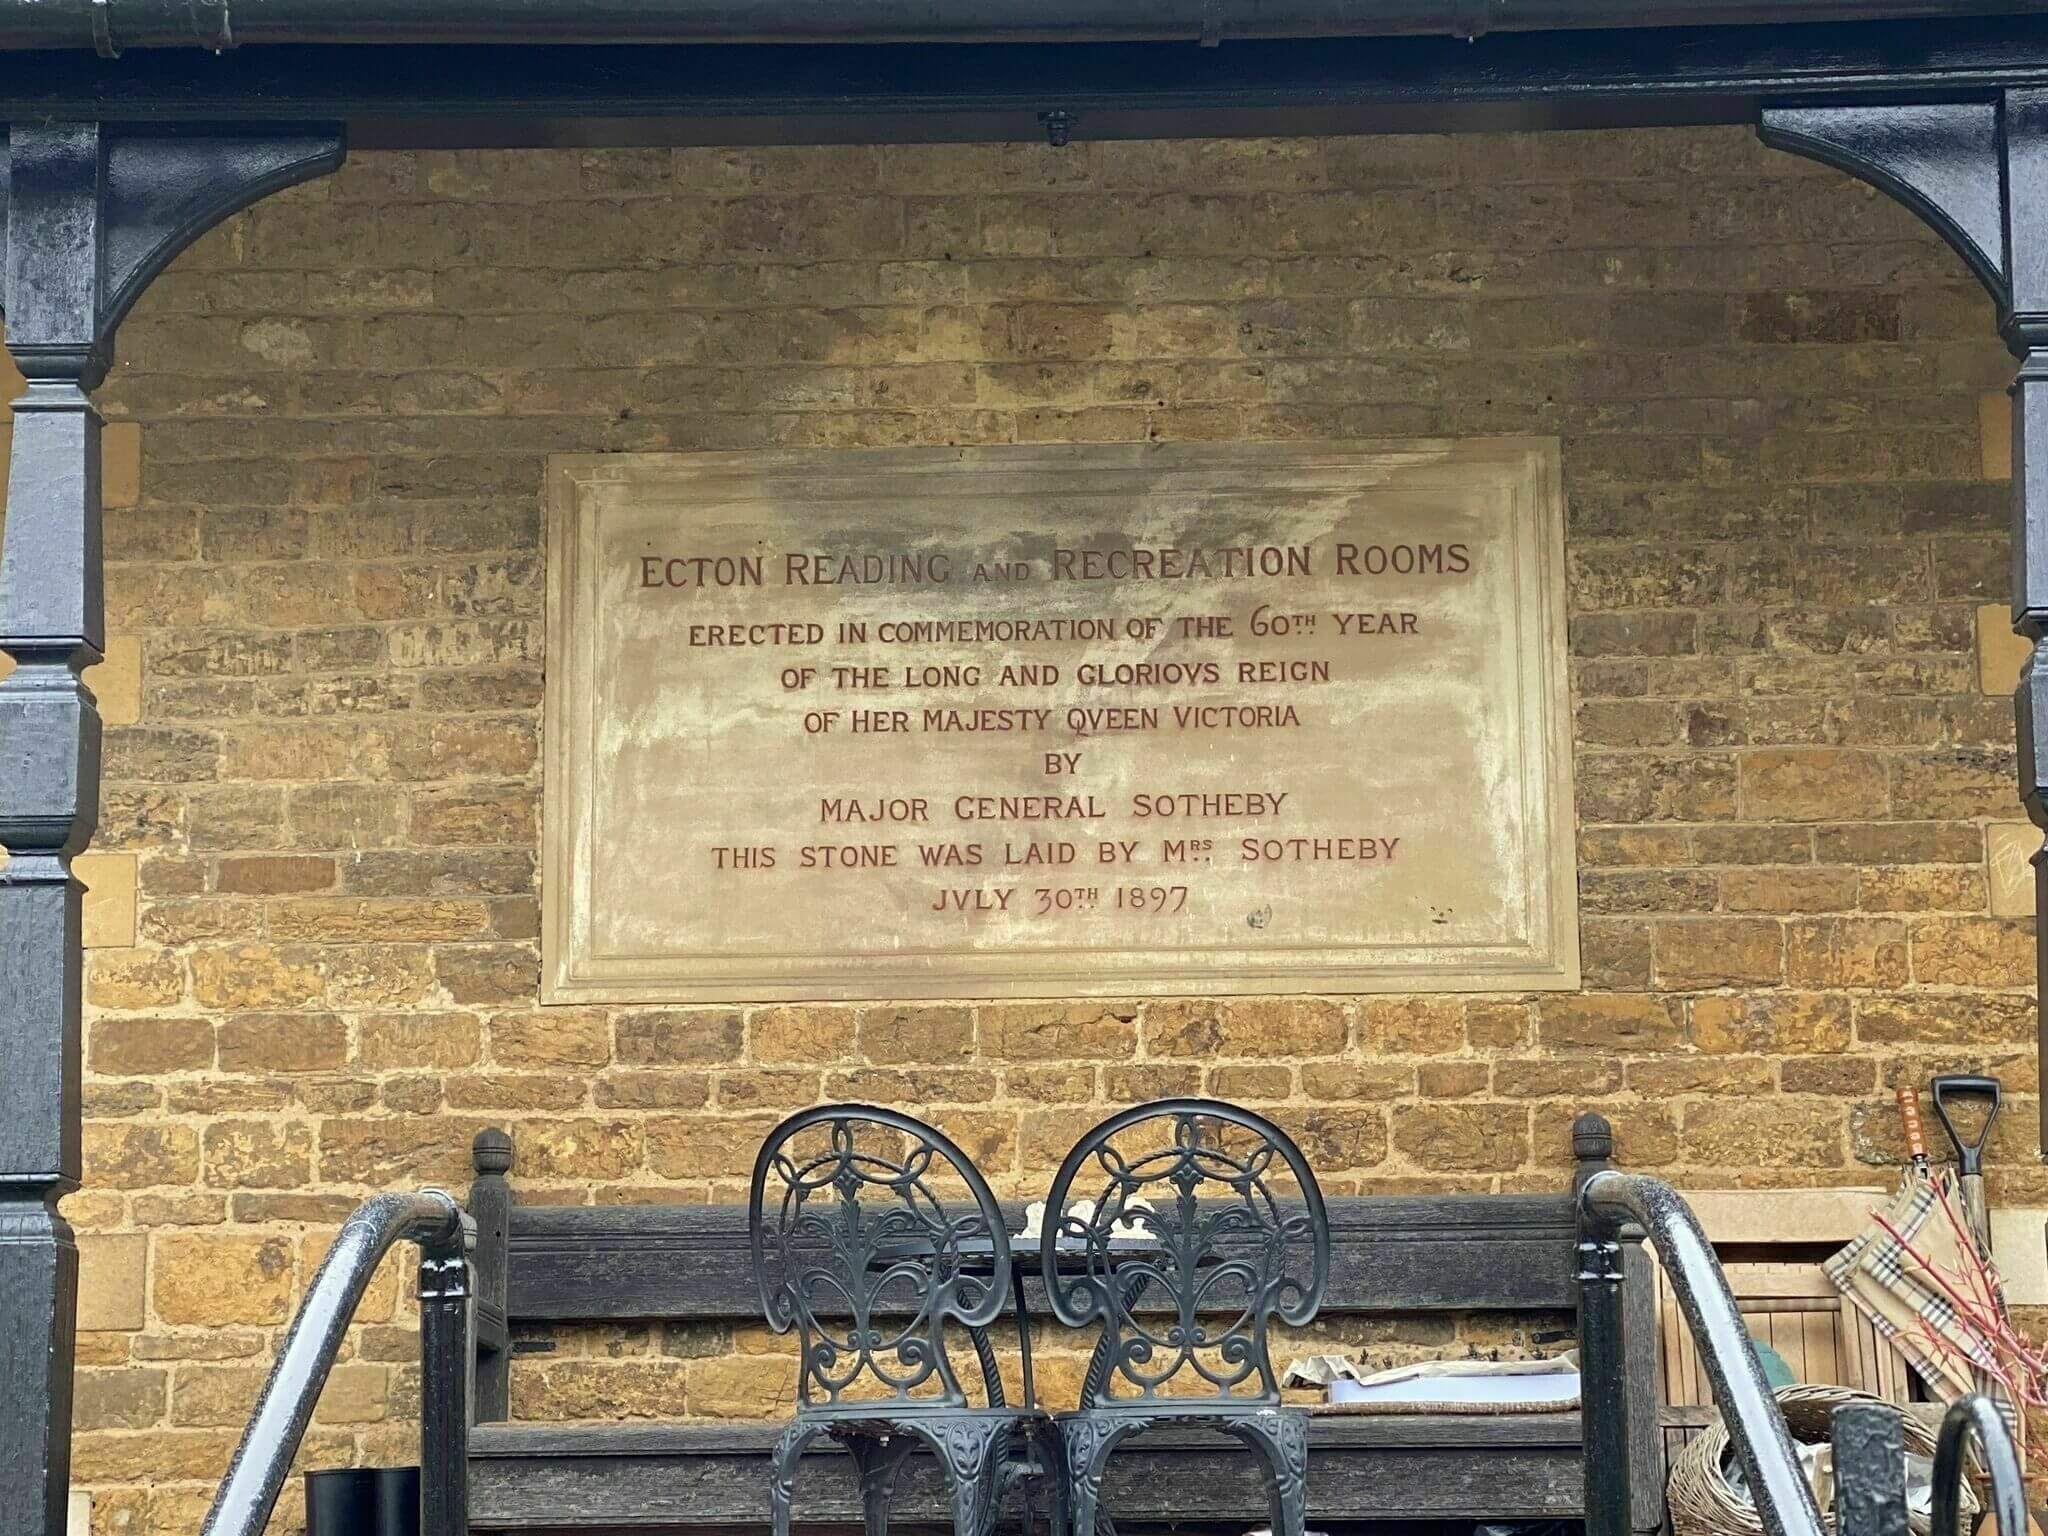 ECTON READING AND RECREATION ROOMS
ERECTED IN COMMEMORATION OF THE 60TH YEAR
OF THE LONG AND GLORIOVS REIGN
OF HER MAJESTY QVEEN VICTORIA
BY
MAJOR GENERAL SOTHEBY
THIS STONE WAS LAID BY MRS. SOTHEBY
JVLY 30TH 1897